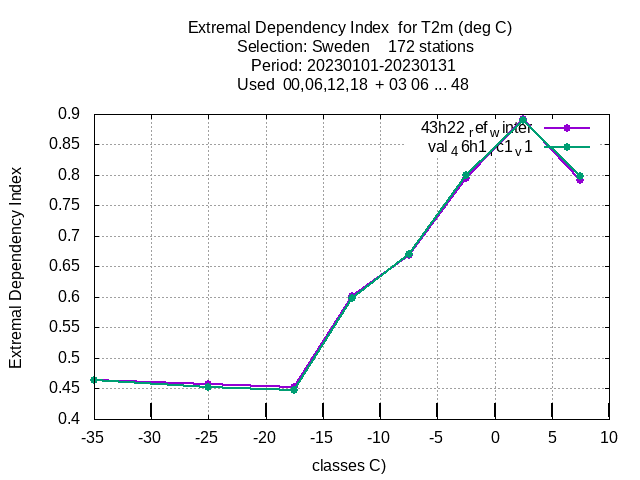 Extremal Dependency Index for T2m (deg C)
Selection: Sweden 172 stations
Period: 20230101-20230131
Used 00,06,12,18 + 03 06 ... 48
0.9
0.85
0.8
0.75
0.7
0.65
0.6
0.55
0.5
0.45
0.4
Extremal Dependency Index
43h22ref winter
val46h1rc1v1
-35 -30 -25 -20 -15 -10 -5 0 5 10
classes C)